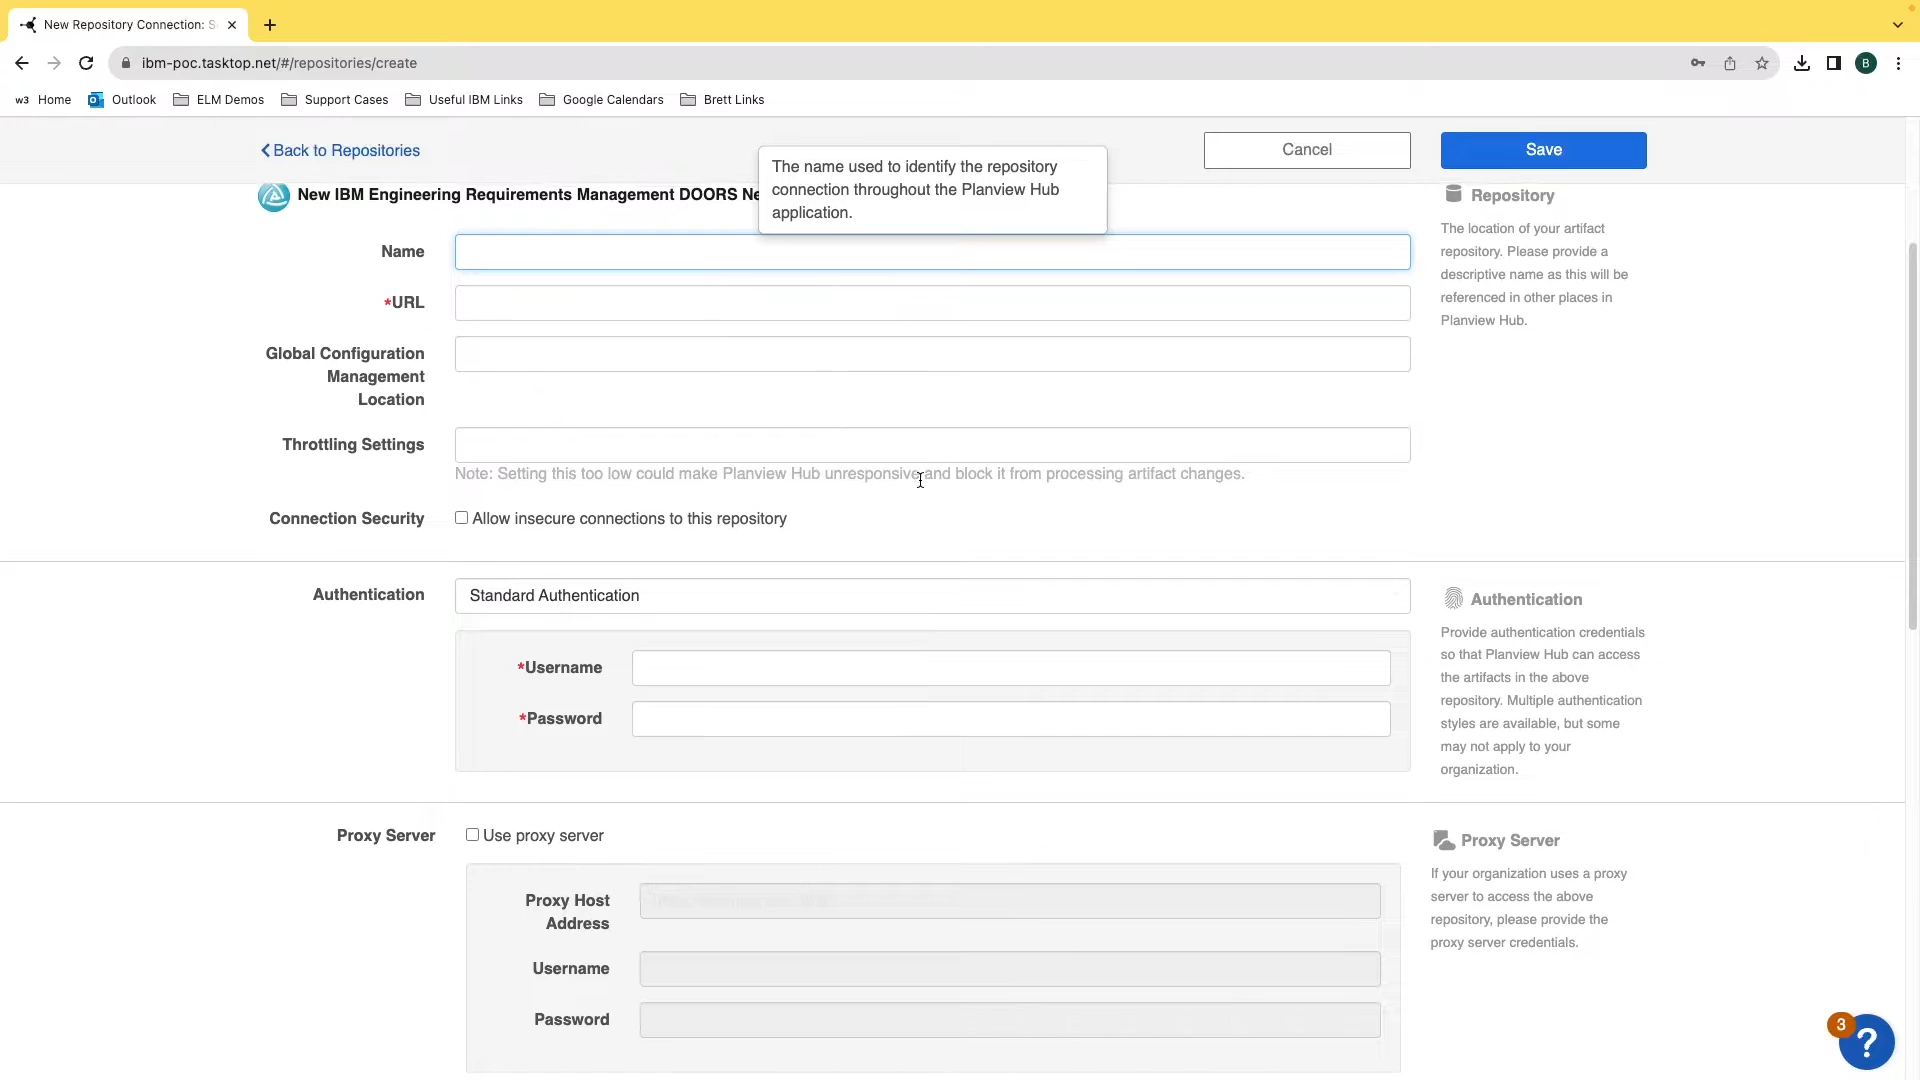 New Repository Connection: S
ibm-poc.tasktop.net/#/repositories/create
B
w3 Home Outlook ELM Demos Support Cases Useful IBM Links Google Calendars Brett Links
Back to Repositories
Cancel
Save
The name used to identify the repository
connection throughout the Planview Hub
application.
New IBM Engineering Requirements Management DOORS Ne
Repository
The location of your artifact
repository. Please provide a
descriptive name as this will be
referenced in other places in
Planview Hub.
Name
*URL
Global Configuration
Management
Location
Throttling Settings
Note: Setting this too low could make Planview Hub unresponsive and block it from processing artifact changes.
Connection Security
Allow insecure connections to this repository
Authentication
Standard Authentication
*Username
*Password
Authentication
Provide authentication credentials
so that Planview Hub can access
the artifacts in the above
repository. Multiple authentication
styles are available, but some
may not apply to your
organization.
Proxy Server
Use proxy server
Proxy Host
Address
Username
Password
Proxy Server
If your organization uses a proxy
server to access the above
repository, please provide the
proxy server credentials.
3
?